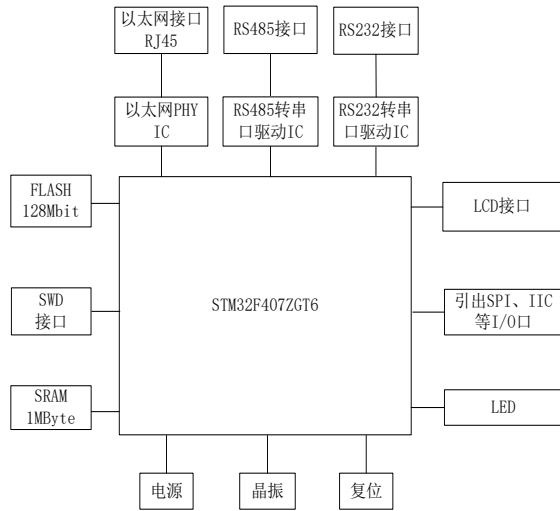 以太网接口
RJ45
RS485接口
RS232接口
以太网PHY
IC
RS485转串
口驱动IC
RS232转串
口驱动IC
FLASH
128Mbit
LCD接口
SWD
接口
STM32F407ZGT6
引出SPI、IIC
等I/O口
SRAM
1MByte
LED
电源
晶振
复位